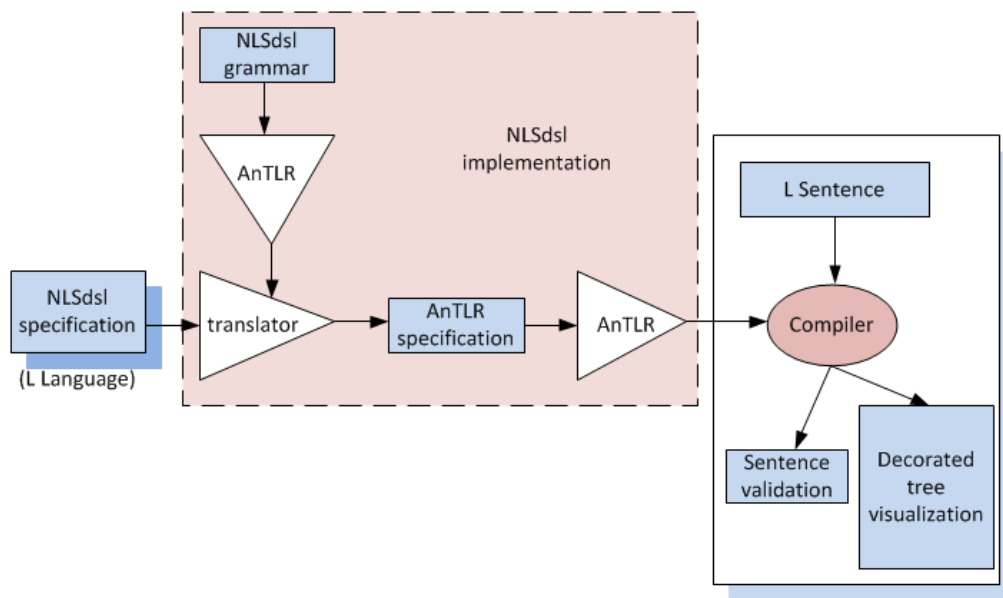 NLSdsl
grammar
AnTLR
NLSdsl
implementation
L Sentence
NLSdsl
specification
(L Language)
translator
AnTLR
specification
AnTLR
Compiler
Sentence
validation
Decorated
tree
visualization